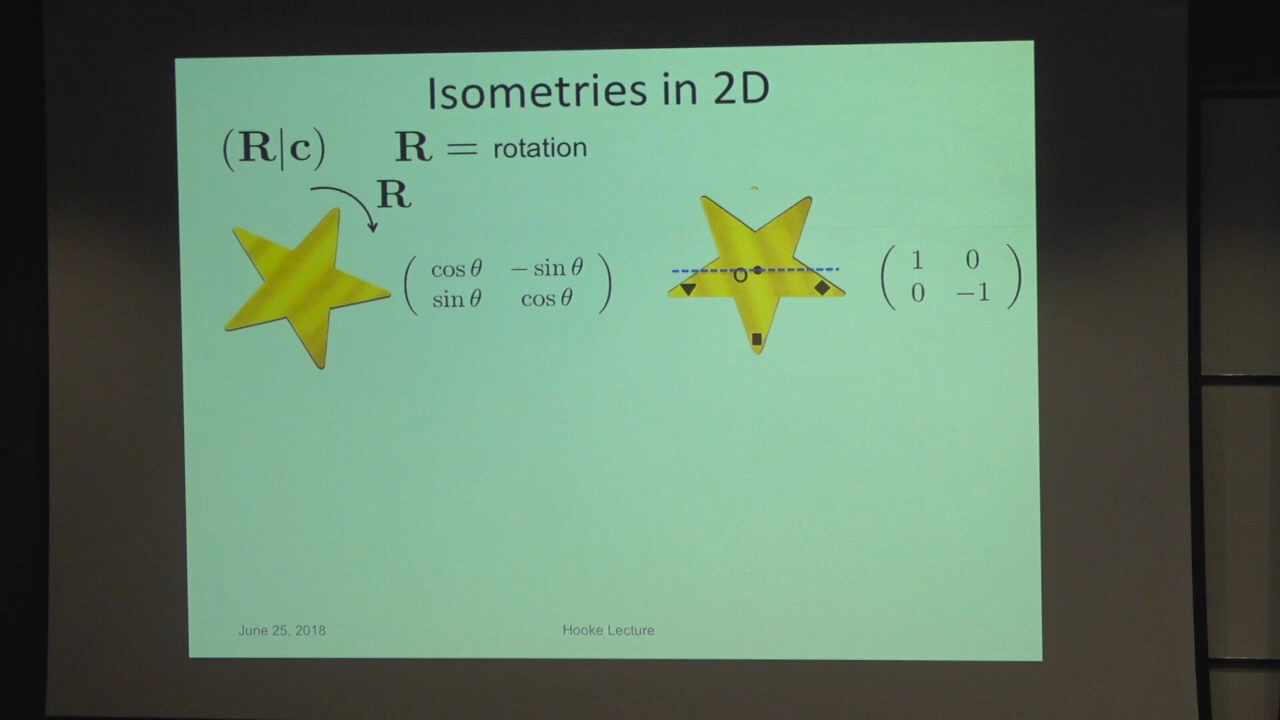 Isometries in 2D
(R|c) R = rotation
R
( cos θ − sin θ
sin θ cos θ )
O
( 1 0
0 −1 )
June 25, 2018 Hooke Lecture